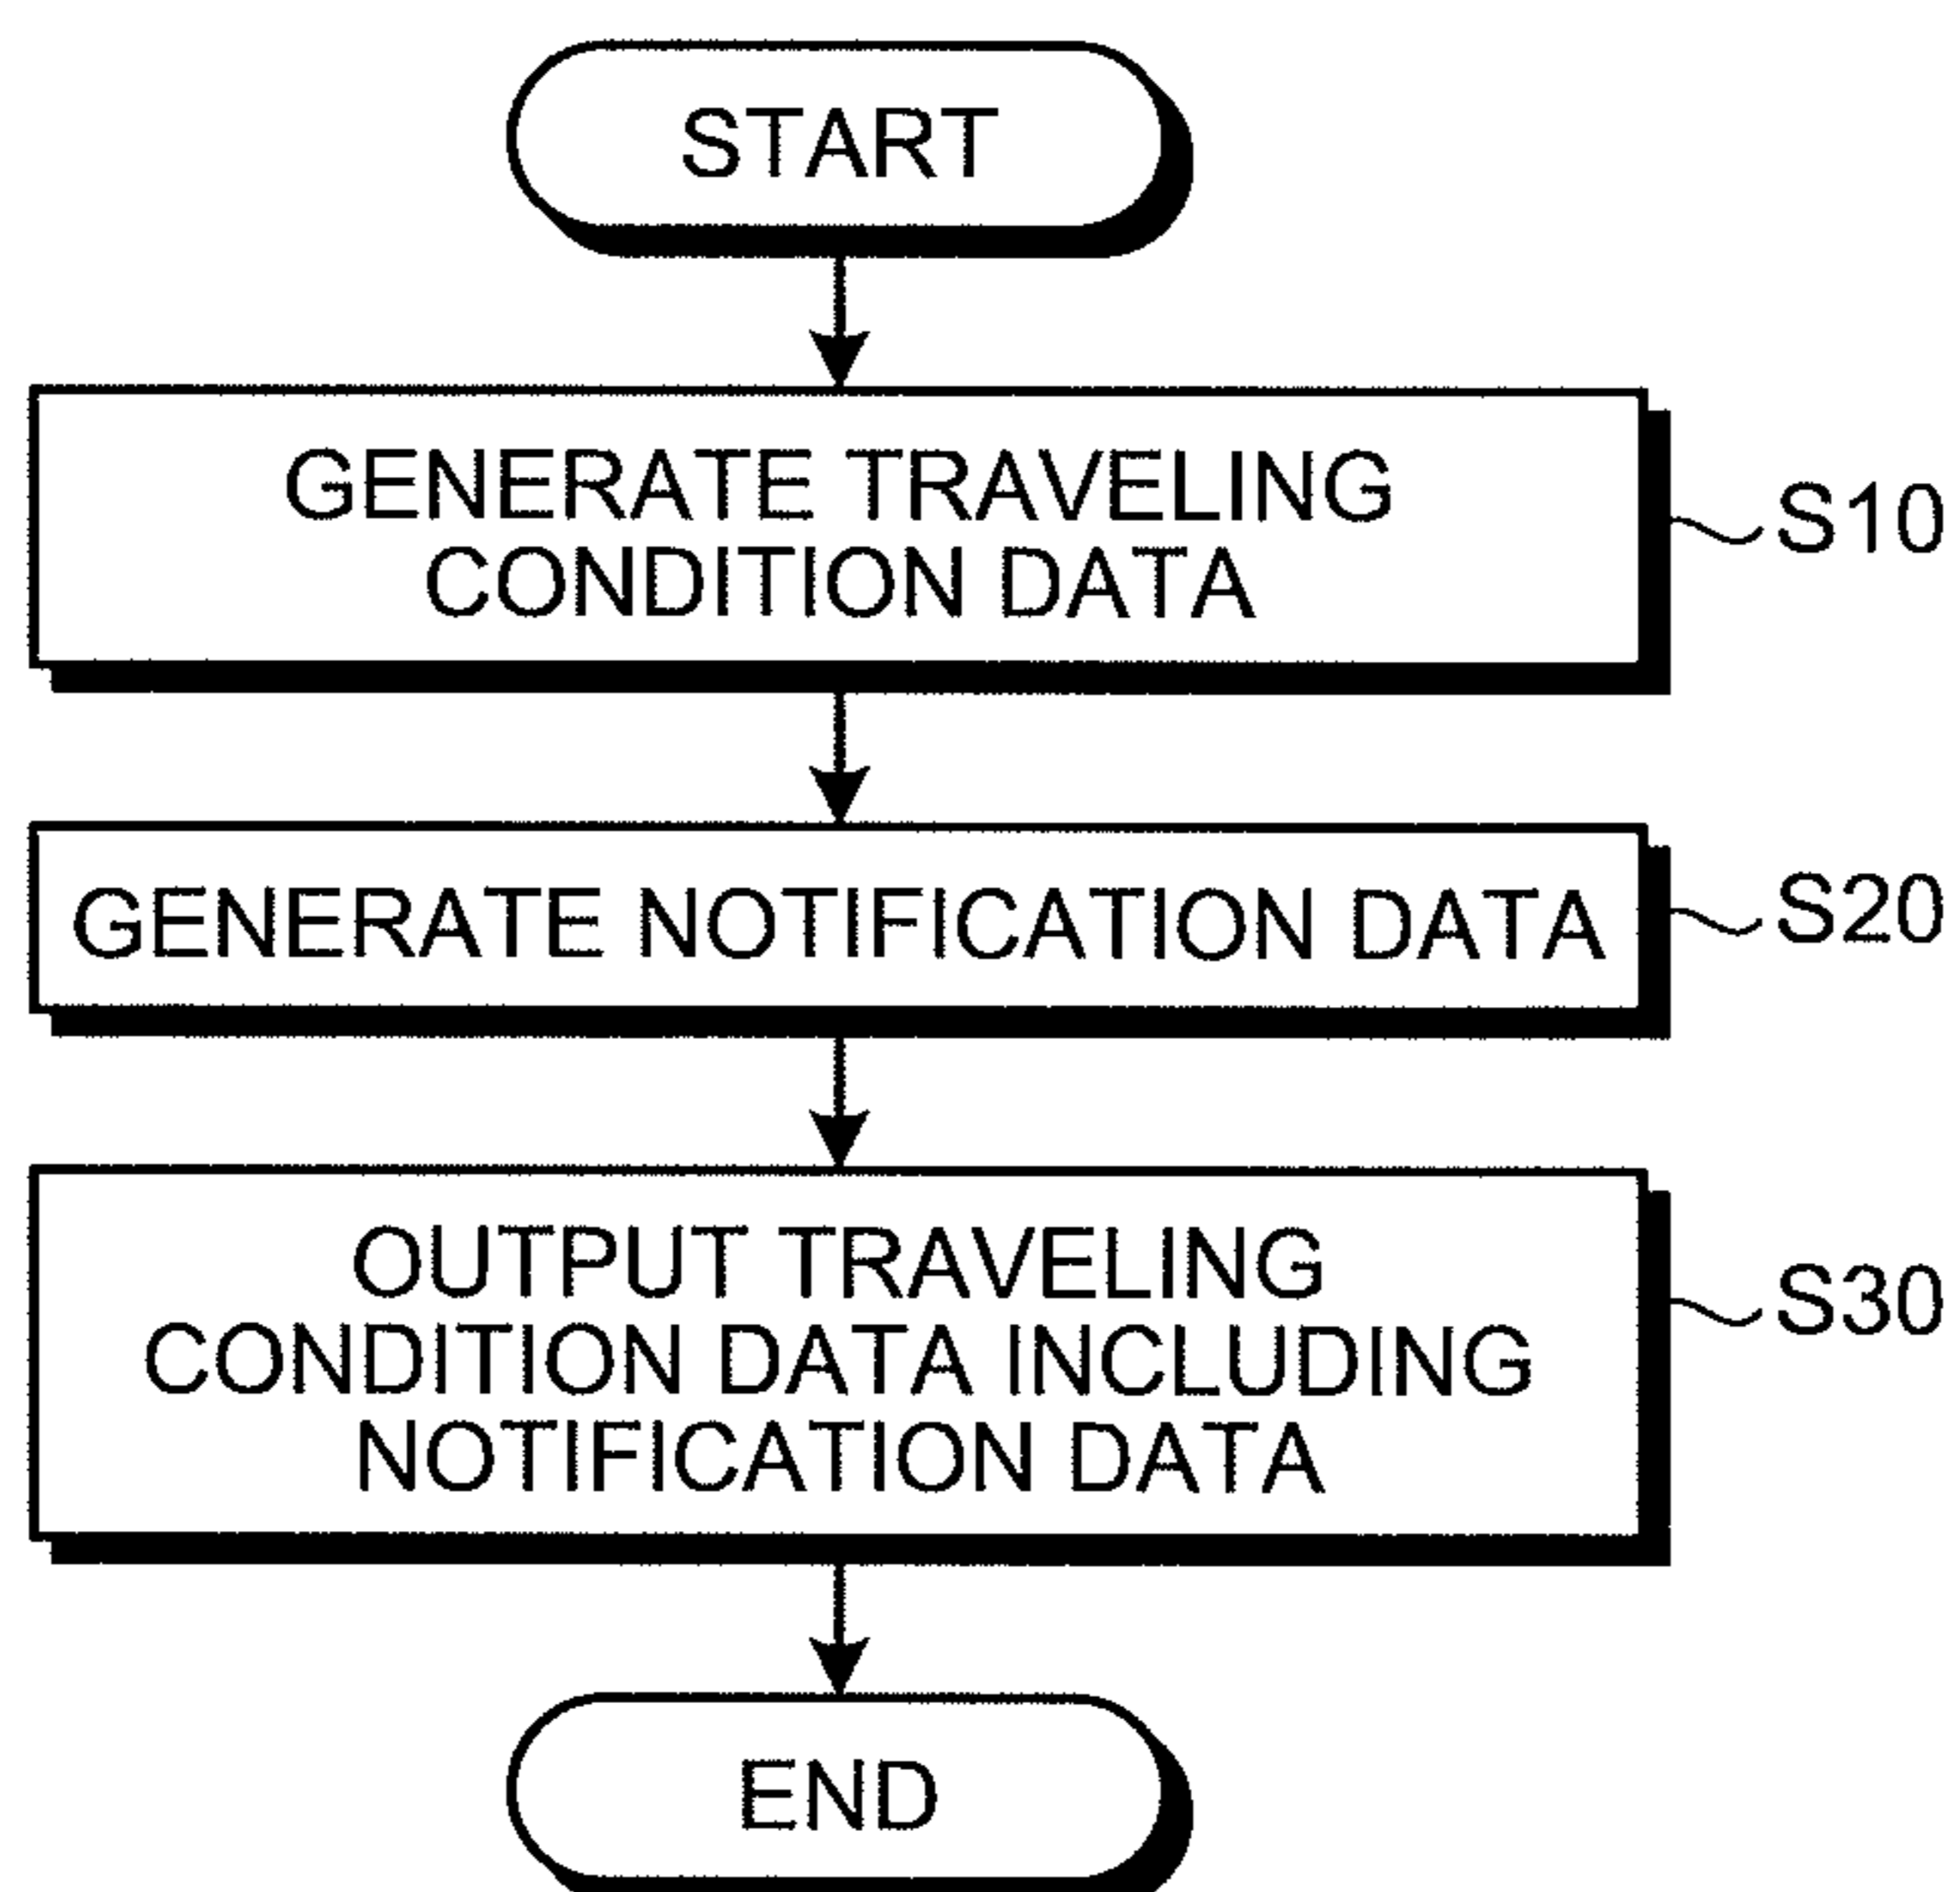 START
GENERATE TRAVELING
CONDITION DATA
S10
GENERATE NOTIFICATION DATA
S20
OUTPUT TRAVELING
CONDITION DATA INCLUDING
NOTIFICATION DATA
S30
END